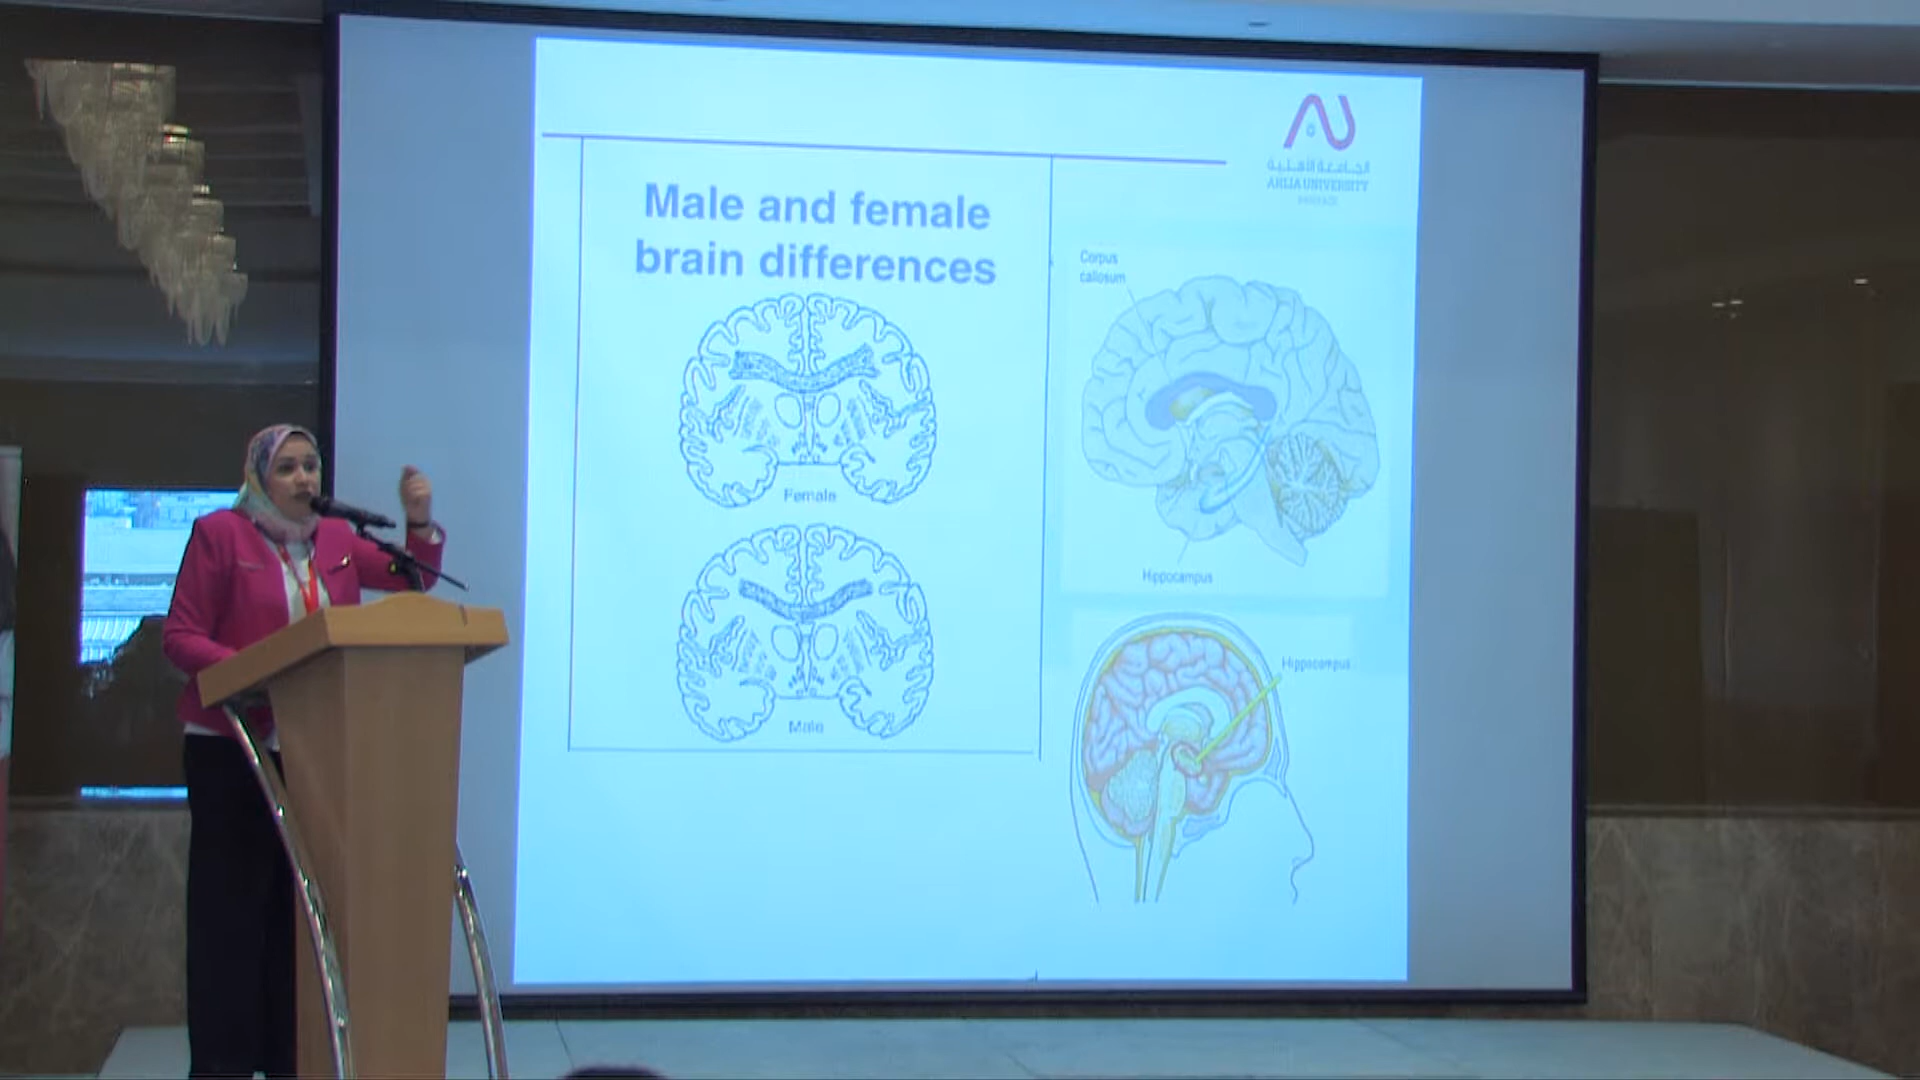 Male and female
brain differences
Female
Male
الجامعة الأهلية
AHLIA UNIVERSITY
Corpus
callosum
Hippocampus
Hippocampus